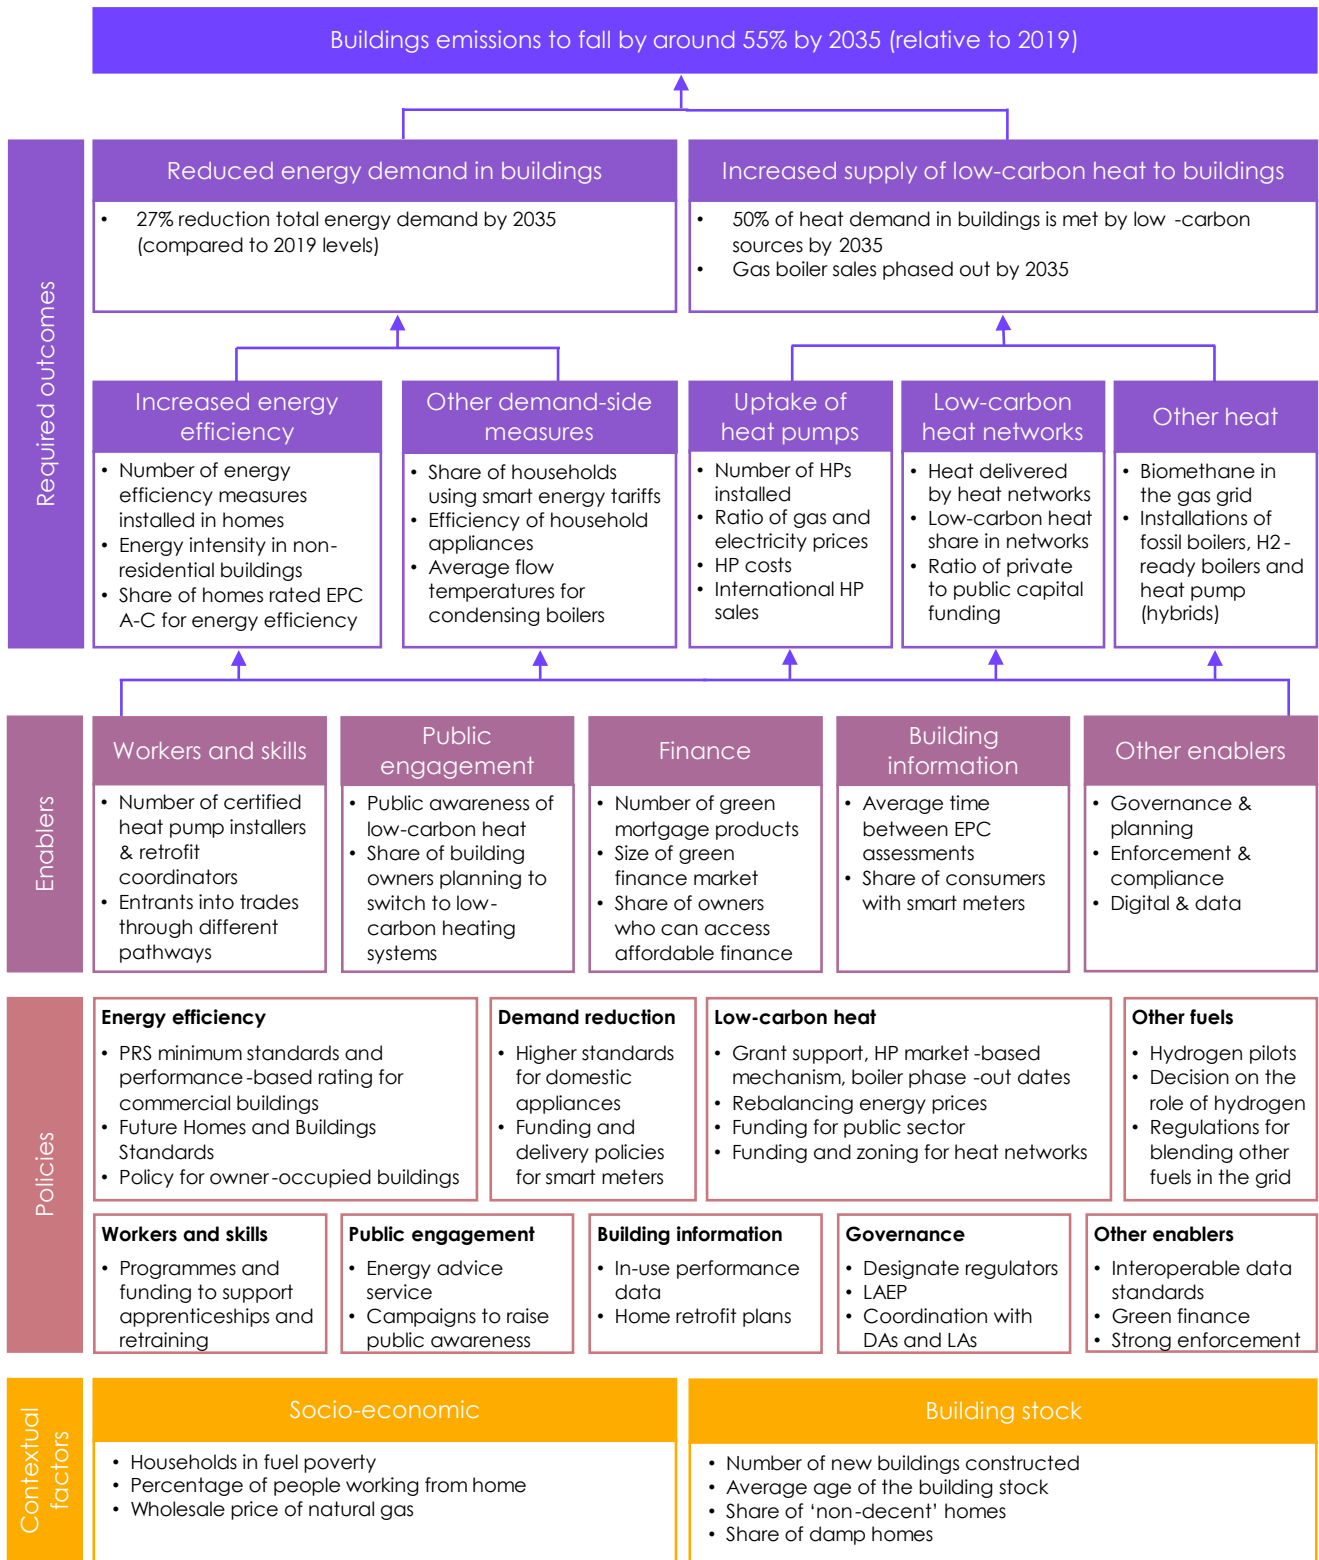 Buildings emissions to fall by around 55% by 2035 (relative to 2019)
Required outcomes
Reduced energy demand in buildings
• 27% reduction total energy demand by 2035
(compared to 2019 levels)
Increased supply of low-carbon heat to buildings
• 50% of heat demand in buildings is met by low -carbon
sources by 2035
• Gas boiler sales phased out by 2035
Increased energy
efficiency
• Number of energy
efficiency measures
installed in homes
• Energy intensity in non-
residential buildings
• Share of homes rated EPC
A-C for energy efficiency
Other demand-side
measures
• Share of households
using smart energy tariffs
• Efficiency of household
appliances
• Average flow
temperatures for
condensing boilers
Uptake of
heat pumps
• Number of HPs
installed
• Ratio of gas and
electricity prices
• HP costs
• International HP
sales
Low-carbon
heat networks
• Heat delivered
by heat networks
• Low-carbon heat
share in networks
• Ratio of private
to public capital
funding
Other heat
• Biomethane in
the gas grid
• Installations of
fossil boilers, H2-
ready boilers and
heat pump
(hybrids)
Enablers
Workers and skills
• Number of certified
heat pump installers
& retrofit
coordinators
• Entrants into trades
through different
pathways
Public
engagement
• Public awareness of
low-carbon heat
• Share of building
owners planning to
switch to low-
carbon heating
systems
Finance
• Number of green
mortgage products
• Size of green
finance market
• Share of owners
who can access
affordable finance
Building
information
• Average time
between EPC
assessments
• Share of consumers
with smart meters
Other enablers
• Governance &
planning
• Enforcement &
compliance
• Digital & data
Policies
Energy efficiency
• PRS minimum standards and
performance-based rating for
commercial buildings
• Future Homes and Buildings
Standards
• Policy for owner-occupied buildings
Demand reduction
• Higher standards
for domestic
appliances
• Funding and
delivery policies
for smart meters
Low-carbon heat
• Grant support, HP market -based
mechanism, boiler phase -out dates
• Rebalancing energy prices
• Funding for public sector
• Funding and zoning for heat networks
Other fuels
• Hydrogen pilots
• Decision on the
role of hydrogen
• Regulations for
blending other
fuels in the grid
Workers and skills
• Programmes and
funding to support
apprenticeships and
retraining
Public engagement
• Energy advice
service
• Campaigns to raise
public awareness
Building information
• In-use performance
data
• Home retrofit plans
Governance
• Designate regulators
• LAEP
• Coordination with
DAs and LAs
Other enablers
• Interoperable data
standards
• Green finance
• Strong enforcement
Contextual
factors
Socio-economic
• Households in fuel poverty
• Percentage of people working from home
• Wholesale price of natural gas
Building stock
• Number of new buildings constructed
• Average age of the building stock
• Share of ‘non-decent’ homes
• Share of damp homes